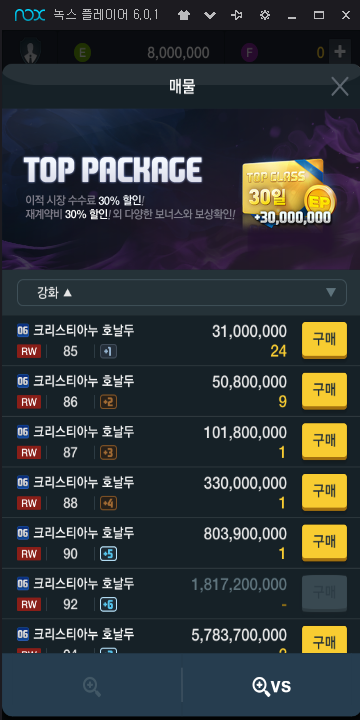 nox 녹스 플레이어 6,0,1
E 8,000,000 F 0 +
매물
TOP PACKAGE
이적 시장 수수료 30% 할인!
재계약비 30% 할인! 외 다양한 보너스와 보상확인!
TOP CLASS
30일
EP
+30,000,000
강화 ▲
06 크리스티아누 호날두 31,000,000 구매
RW 85 +1 24
06 크리스티아누 호날두 50,800,000 구매
RW 86 +2 9
06 크리스티아누 호날두 101,800,000 구매
RW 87 +3 1
06 크리스티아누 호날두 330,000,000 구매
RW 88 +4 1
06 크리스티아누 호날두 803,900,000 구매
RW 90 +5 1
06 크리스티아누 호날두 1,817,200,000 구매
RW 92 +6 -
06 크리스티아누 호날두 5,783,700,000 구매
VS